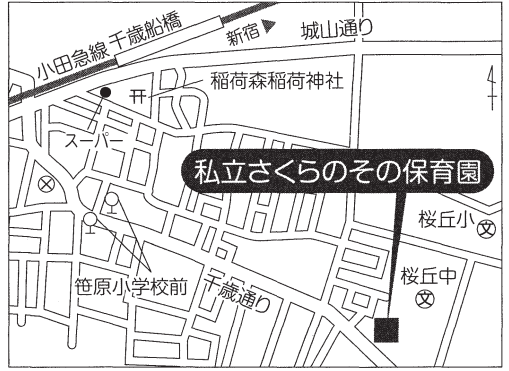 小田急線 千歳船橋
新宿
城山通り
稲荷森稲荷神社
スーパー
私立さくらのその保育園
桜丘小
文
桜丘中
文
笹原小学校前
千歳通り